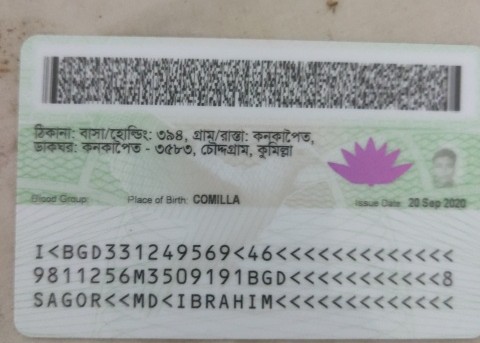 ঠিকানা: বাসা/হোল্ডিং: ৩৯৪, গ্রাম/রাস্তা: কনকাপৈত,
ডাকঘর: কনকাপৈত - ৩৫৮৩, চৌদ্দগ্রাম, কুমিল্লা
Blood Group: Place of Birth: COMILLA Issue Date: 20 Sep 2020
I<BGD331249569<46<<<<<<<<<<<<<
9811256M3509191BGD<<<<<<<<<<<8
SAGOR<<MD<IBRAHIM<<<<<<<<<<<<<